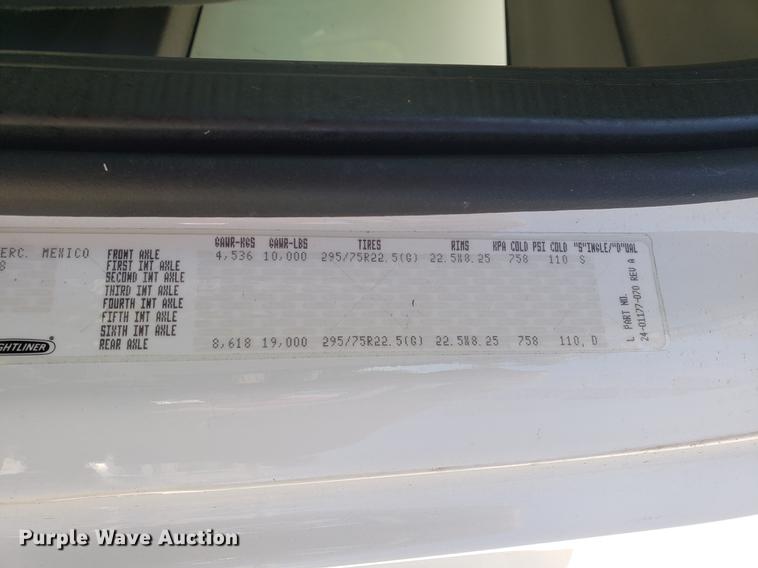 GAWR-KGS GAWR-LBS TIRES RIMS KPA COLD PSI COLD "S"INGLE/"D"UAL
ERC. MEXICO FRONT AXLE 4,536 10,000 295/75R22.5(G) 22.5X8.25 758 110 S
8 FIRST INT AXLE
SECOND INT AXLE
THIRD INT AXLE
FOURTH INT AXLE
FIFTH INT AXLE
SIXTH INT AXLE
GHTLINER REAR AXLE 8,618 19,000 295/75R22.5(G) 22.5X8.25 758 110, D
L PART NO.
24-01177-070 REV A
Purple Wave Auction